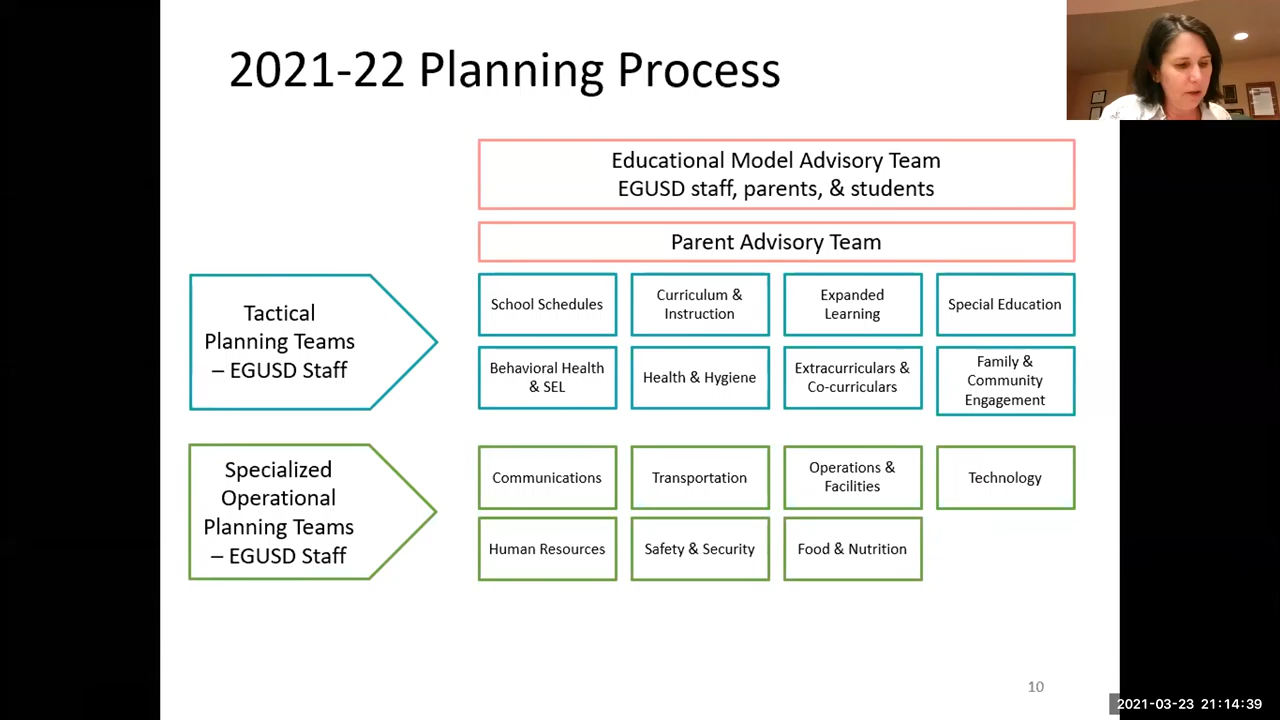 2021-22 Planning Process
Educational Model Advisory Team
EGUSD staff, parents, & students
Parent Advisory Team
Tactical
Planning Teams
– EGUSD Staff
School Schedules
Curriculum &
Instruction
Expanded
Learning
Special Education
Behavioral Health
& SEL
Health & Hygiene
Extracurriculars &
Co-curriculars
Family &
Community
Engagement
Specialized
Operational
Planning Teams
– EGUSD Staff
Communications
Transportation
Operations &
Facilities
Technology
Human Resources
Safety & Security
Food & Nutrition
10
2021-03-23 21:14:39